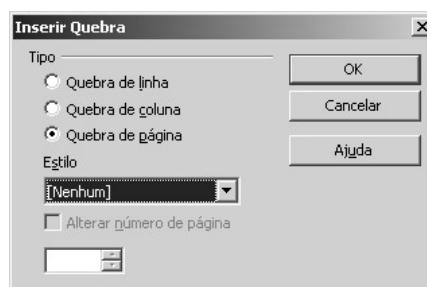 Inserir Quebra
Tipo
Quebra de linha
Quebra de coluna
Quebra de página
Estilo
[Nenhum]
Alterar número de página
OK
Cancelar
Ajuda